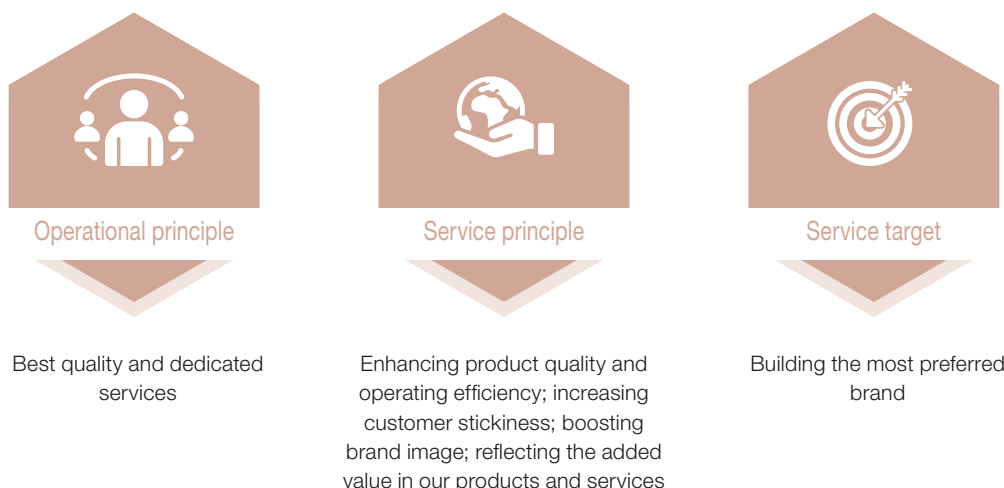 Operational principle
Best quality and dedicated
services
Service principle
Enhancing product quality and
operating efficiency; increasing
customer stickiness; boosting
brand image; reflecting the added
value in our products and services
Service target
Building the most preferred
brand